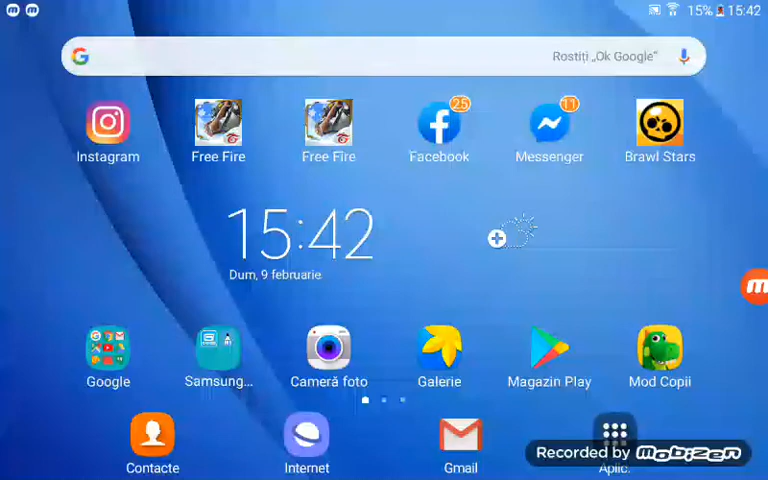 15% 15:42
Rostiți „Ok Google”
Instagram
Free Fire
Free Fire
Facebook
25
Messenger
11
Brawl Stars
15:42
Dum, 9 februarie
Google
Samsung...
Cameră foto
Galerie
Magazin Play
Mod Copii
Contacte
Internet
Gmail
Aplic.
Recorded by mobizen